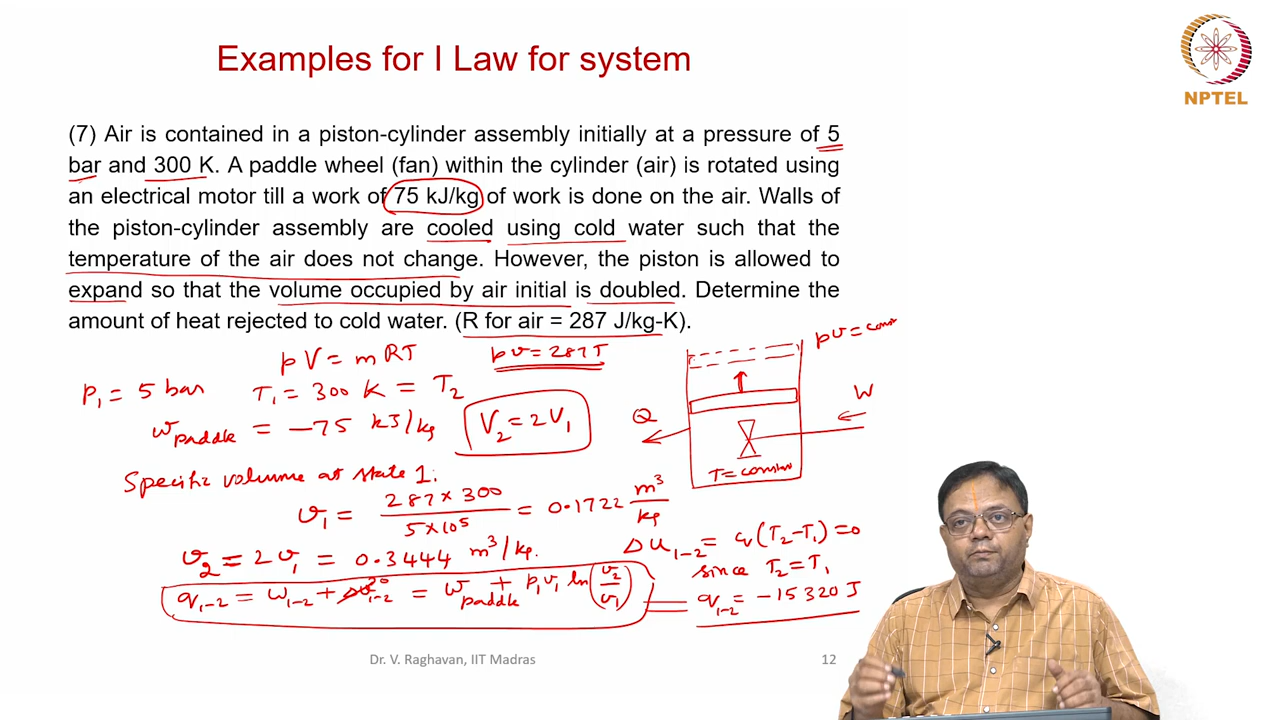 Examples for I Law for system
NPTEL
(7) Air is contained in a piston-cylinder assembly initially at a pressure of 5
bar and 300 K. A paddle wheel (fan) within the cylinder (air) is rotated using
an electrical motor till a work of 75 kJ/kg of work is done on the air. Walls of
the piston-cylinder assembly are cooled using cold water such that the
temperature of the air does not change. However, the piston is allowed to
expand so that the volume occupied by air initial is doubled. Determine the
amount of heat rejected to cold water. (R for air = 287 J/kg-K).
pV = mRT
pv = 287T
pv = const
P₁ = 5 bar
T₁ = 300 K = T₂
w_paddle = -75 kJ/kg
V₂ = 2V₁
Q
W
T = constant
Specific volume at state 1:
v₁ = 287 × 300 / 5 × 10⁵ = 0.1722 m³/kg
v₂ = 2v₁ = 0.3444 m³/kg.
Δu₁₋₂ = cv(T₂-T₁) = 0
since T₂ = T₁
q₁₋₂ = w₁₋₂ + Δu₁₋₂ 0 = w_paddle + p₁v₁ ln(v₂/v₁)
q₁₋₂ = -15320 J
Dr. V. Raghavan, IIT Madras
12